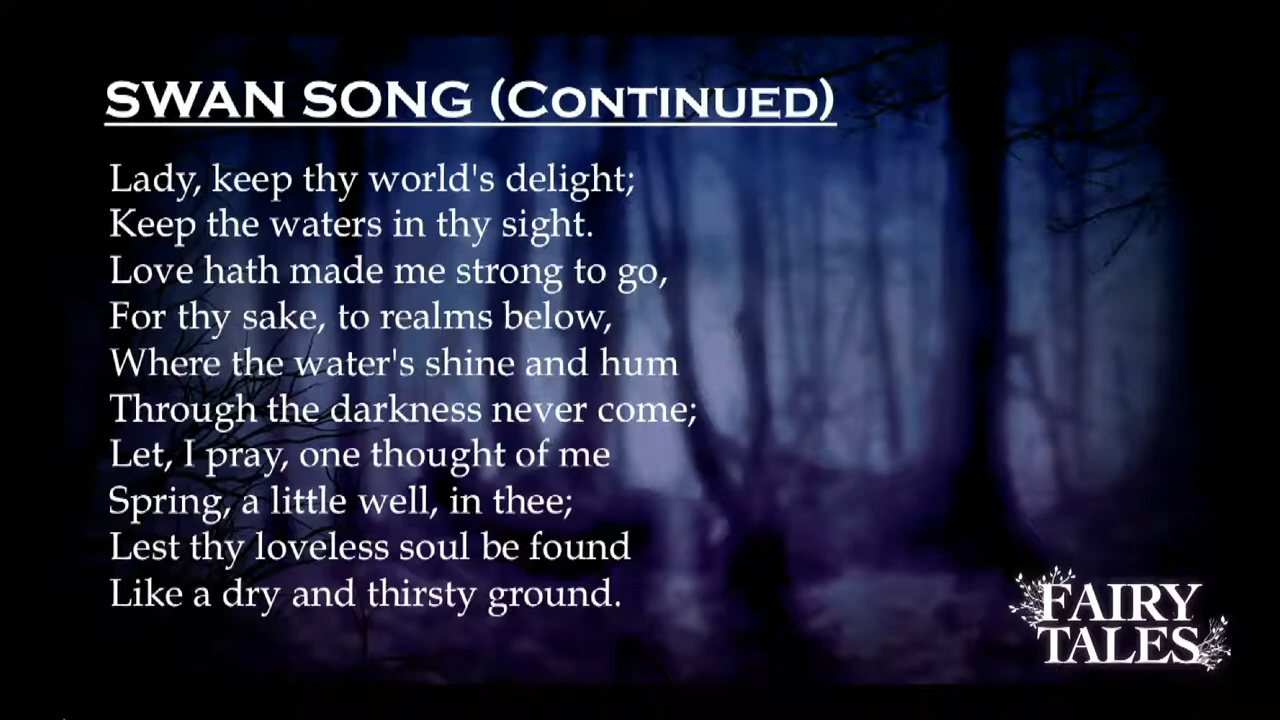 SWAN SONG (CONTINUED)
Lady, keep thy world's delight;
Keep the waters in thy sight.
Love hath made me strong to go,
For thy sake, to realms below,
Where the water's shine and hum
Through the darkness never come;
Let, I pray, one thought of me
Spring, a little well, in thee;
Lest thy loveless soul be found
Like a dry and thirsty ground.
FAIRY
TALES